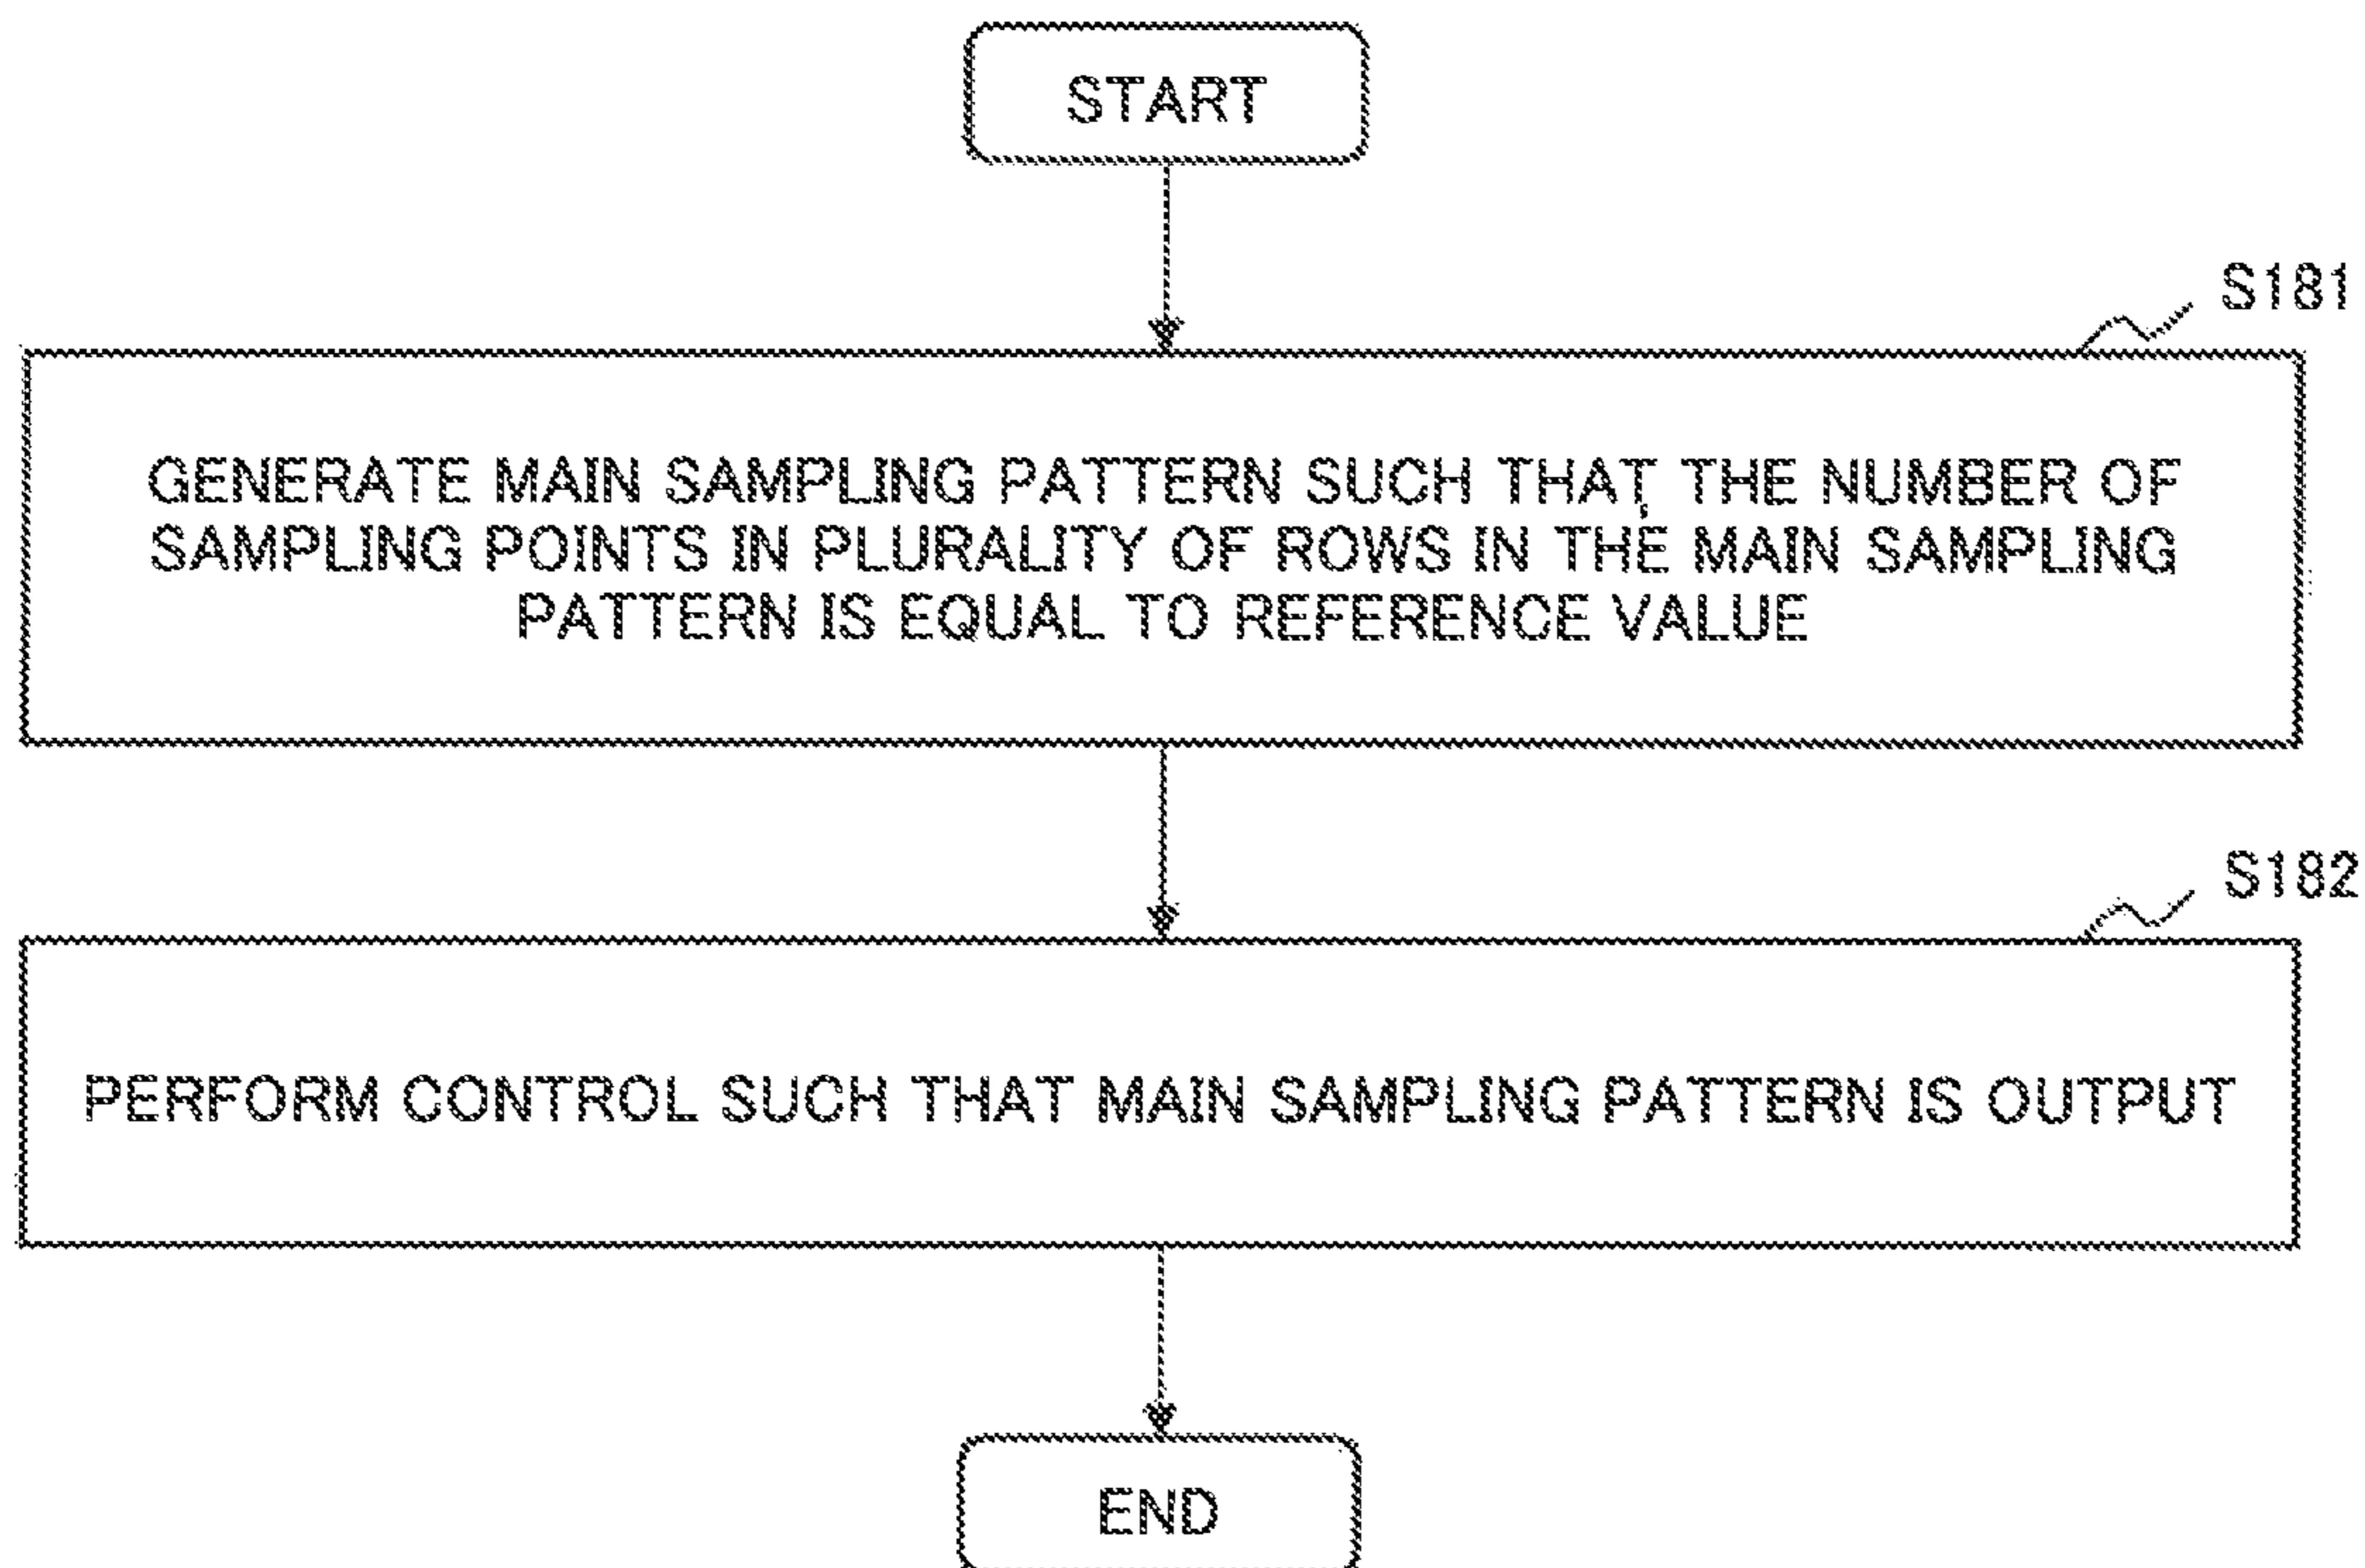 START
S181
GENERATE MAIN SAMPLING PATTERN SUCH THAT THE NUMBER OF
SAMPLING POINTS IN PLURALITY OF ROWS IN THE MAIN SAMPLING
PATTERN IS EQUAL TO REFERENCE VALUE
S182
PERFORM CONTROL SUCH THAT MAIN SAMPLING PATTERN IS OUTPUT
END